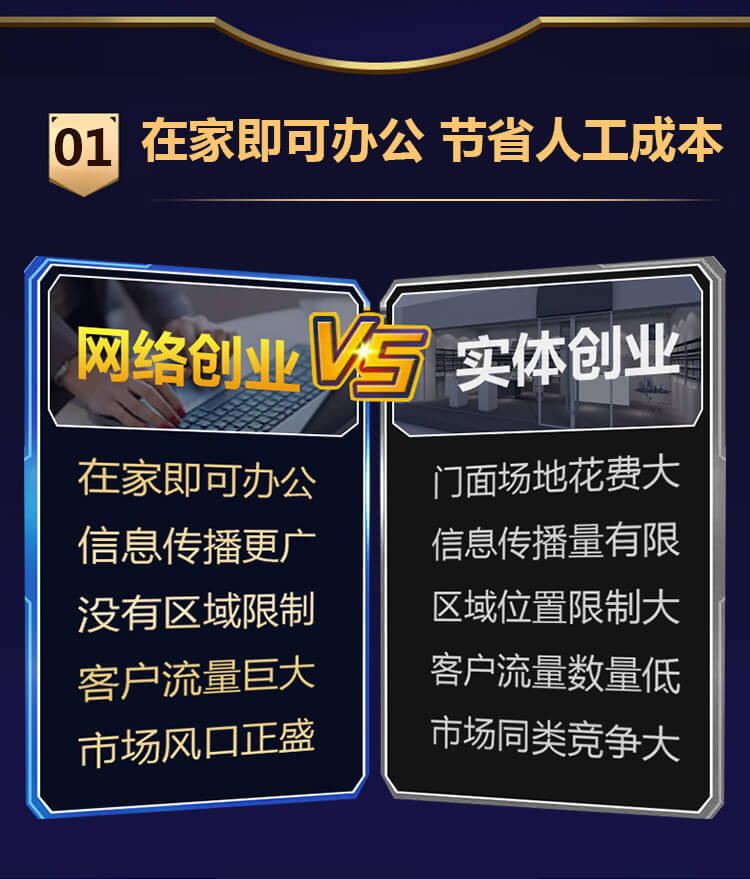 01 在家即可办公 节省人工成本
网络创业 VS 实体创业
在家即可办公
信息传播更广
没有区域限制
客户流量巨大
市场风口正盛
门面场地花费大
信息传播量有限
区域位置限制大
客户流量数量低
市场同类竞争大